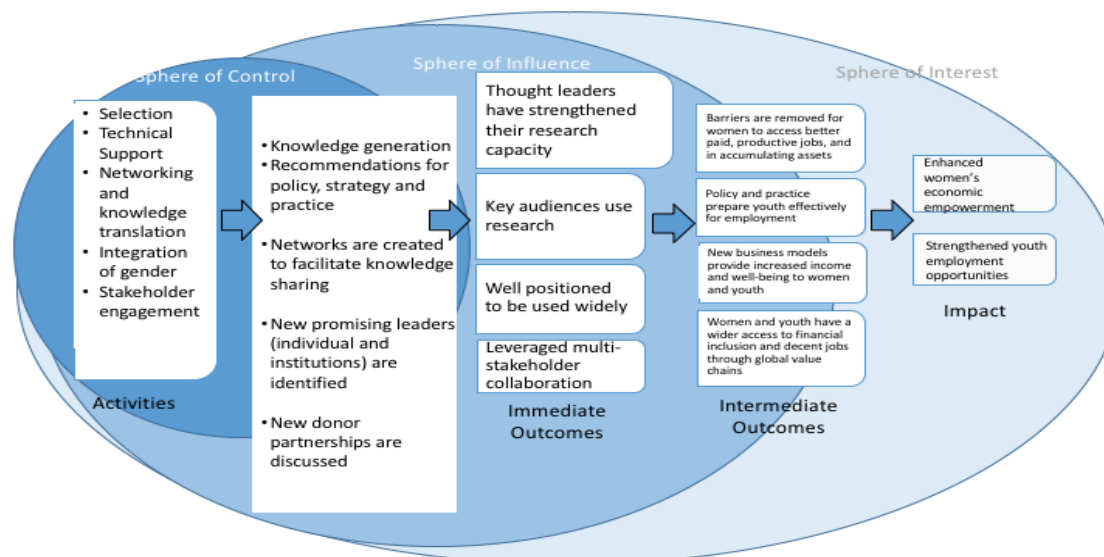 Sphere of Control
Sphere of Influence
Sphere of Interest
• Selection
• Technical
Support
• Networking
and
knowledge
translation
• Integration
of gender
• Stakeholder
engagement
Activities
• Knowledge generation
• Recommendations for
policy, strategy and
practice
• Networks are created
to facilitate knowledge
sharing
• New promising leaders
(individual and
institutions) are
identified
• New donor
partnerships are
discussed
Thought leaders
have strengthened
their research
capacity
Key audiences use
research
Well positioned
to be used widely
Leveraged multi-
stakeholder
collaboration
Immediate
Outcomes
Barriers are removed for
women to access better
paid, productive jobs, and
in accumulating assets
Policy and practice
prepare youth effectively
for employment
New business models
provide increased income
and well-being to women
and youth
Women and youth have a
wider access to financial
inclusion and decent jobs
through global value
chains
Intermediate
Outcomes
Enhanced
women's
economic
empowerment
Strengthened youth
employment
opportunities
Impact